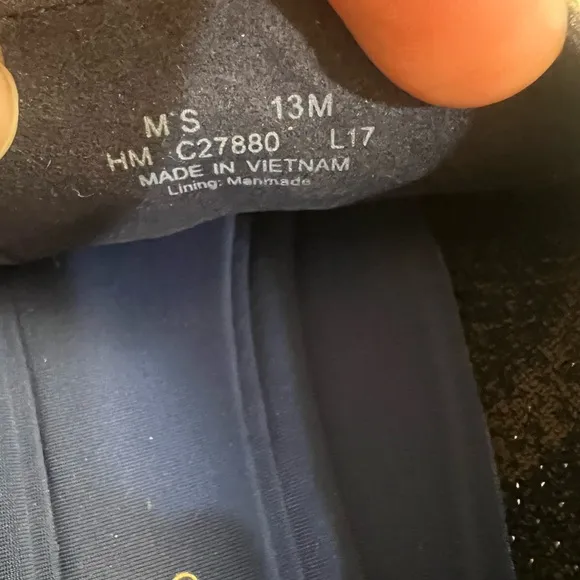 M S 13M
HM C27880 L17
MADE IN VIETNAM
Lining: Manmade